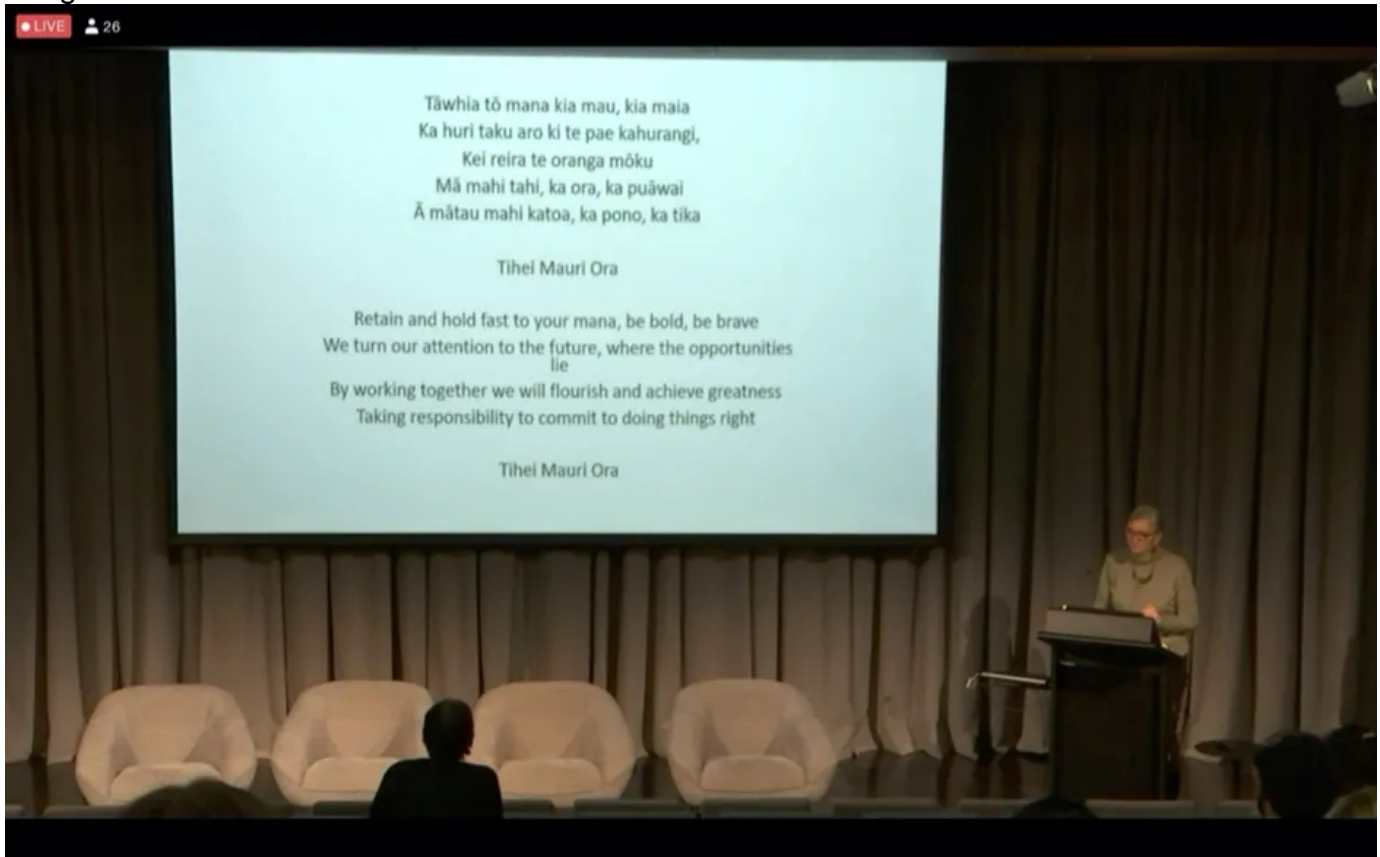 LIVE 26
Tāwhia tō mana kia mau, kia maia
Ka huri taku aro ki te pae kahurangi,
Kei reira te oranga mōku
Mā mahi tahi, ka ora, ka puāwai
Ā mātau mahi katoa, ka pono, ka tika
Tihei Mauri Ora
Retain and hold fast to your mana, be bold, be brave
We turn our attention to the future, where the opportunities
lie
By working together we will flourish and achieve greatness
Taking responsibility to commit to doing things right
Tihei Mauri Ora